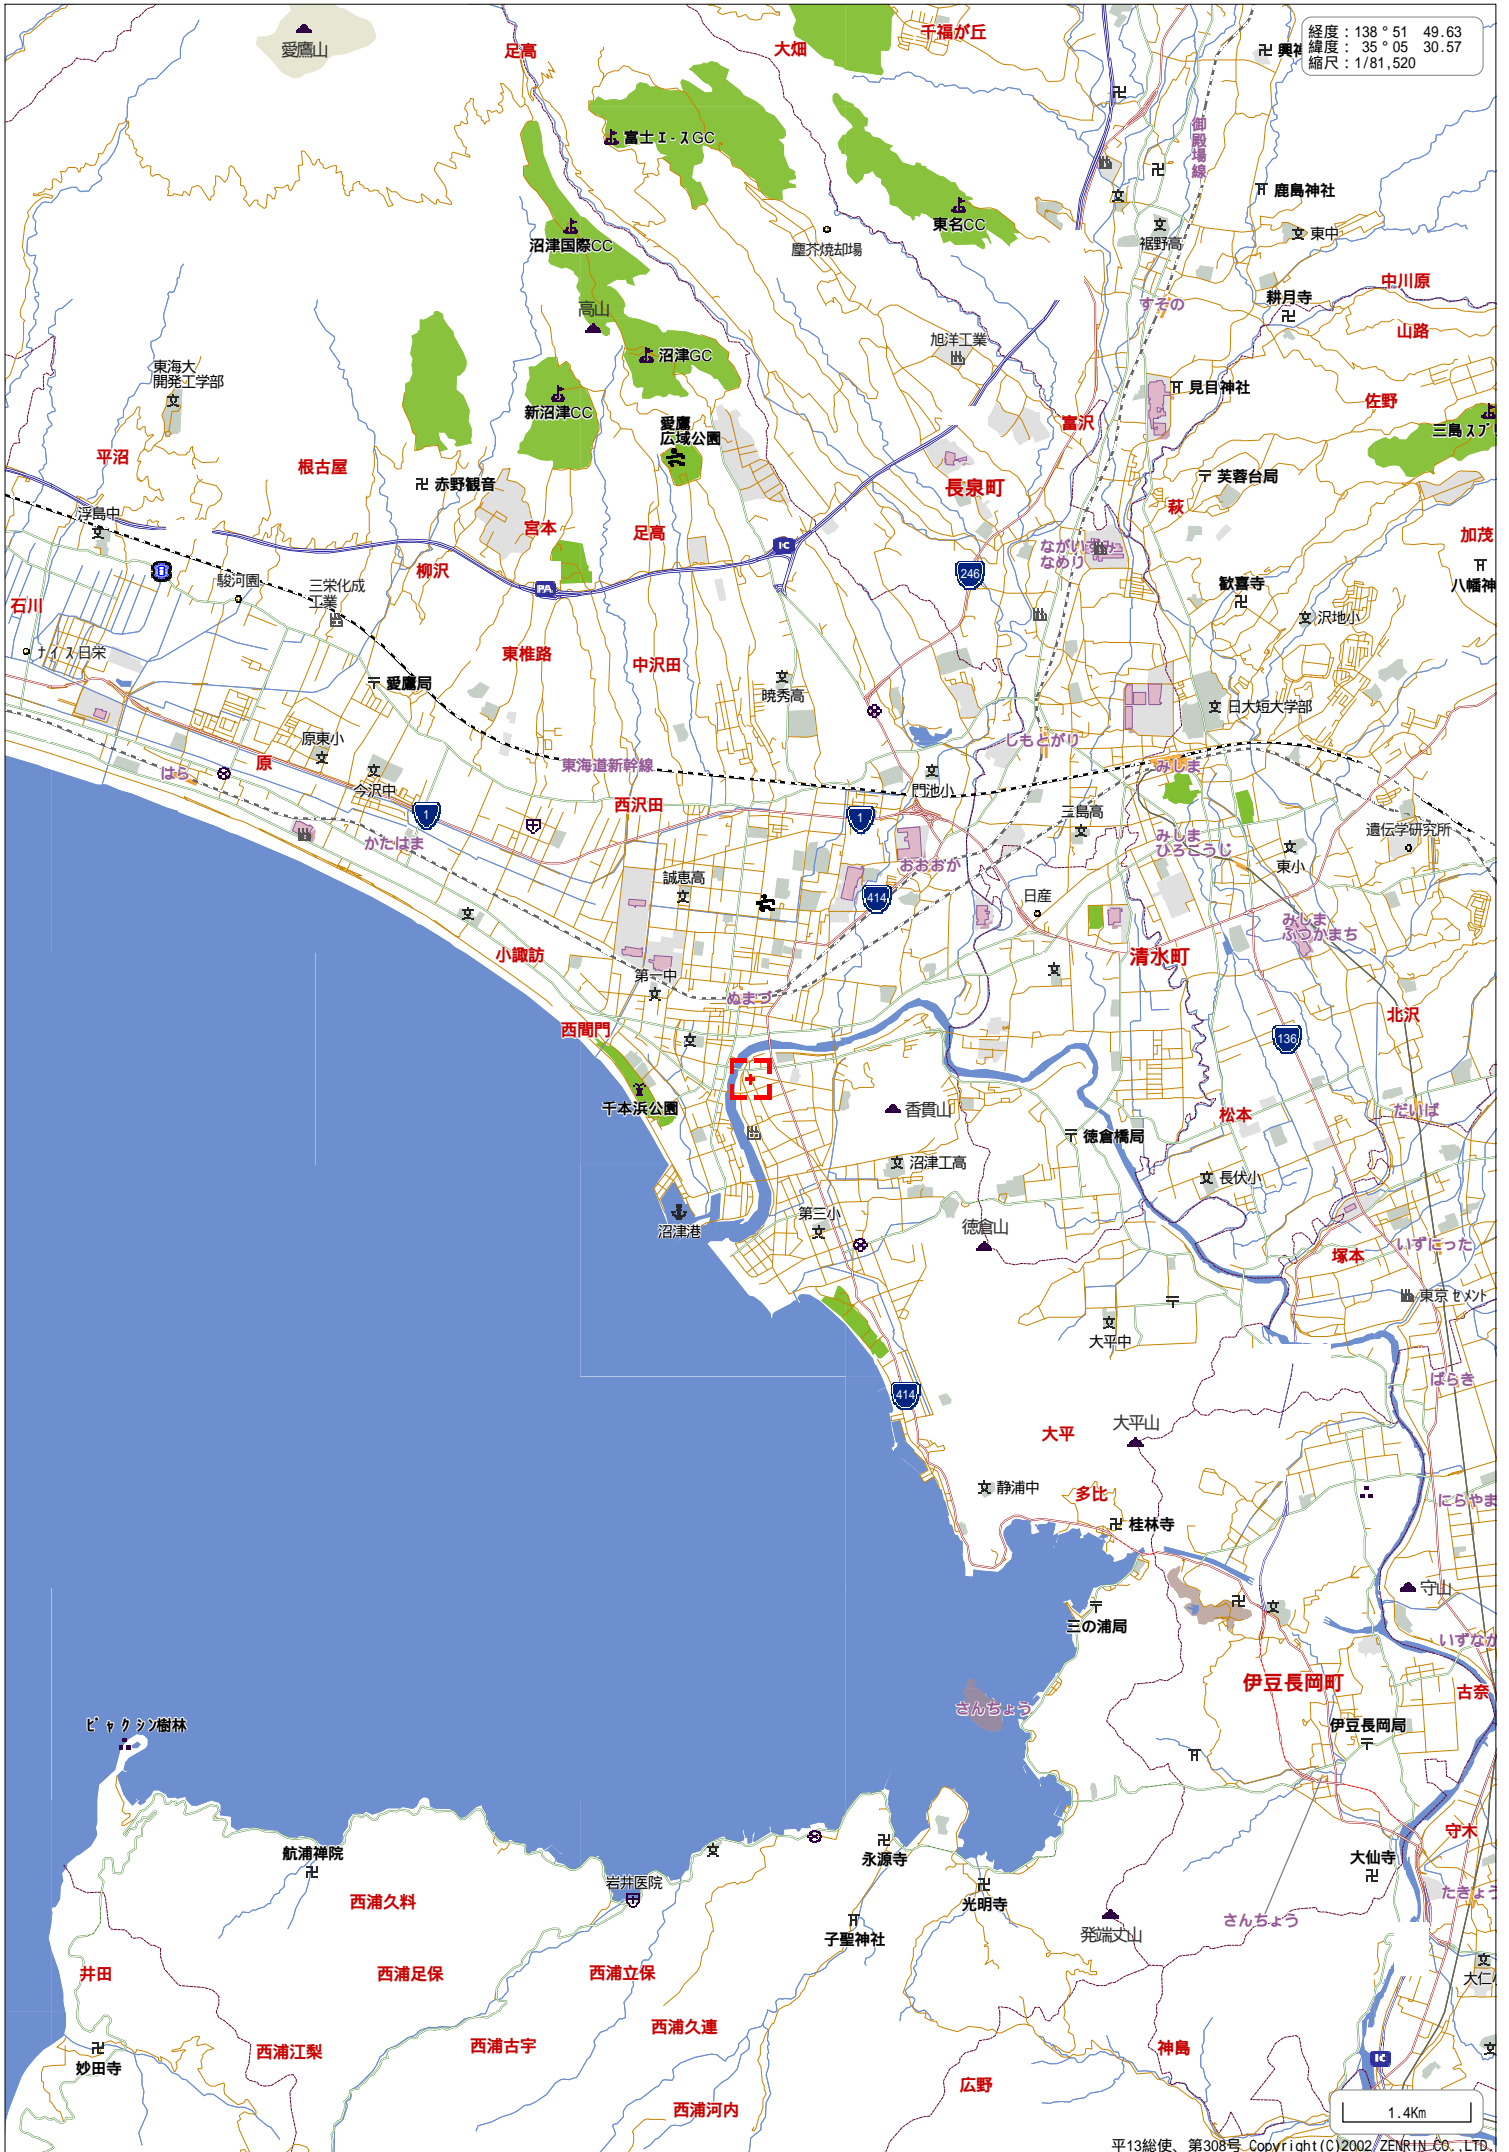 経度：138°51 49.63
緯度： 35°05 30.57
縮尺：1/81,520
愛鷹山
足高
大畑
千福が丘
御殿場線
富士エースGC
東名CC
鹿島神社
東中
裾野高
沼津国際CC
塵芥焼却場
中川原
耕月寺
すその
山路
高山
旭洋工業
沼津GC
東海大
開発工学部
新沼津CC
見目神社
佐野
富沢
愛鷹
広域公園
平沼
根古屋
赤野観音
長泉町
芙蓉台局
萩
浮島中
宮本
足高
加茂
IC
ながいずみ
なめり
柳沢
246
駿河園
三栄化成
工業
PA
歓喜寺
石川
沢地小
ナイス日栄
東椎路
中沢田
愛鷹局
暁秀高
日大短大学部
しもとがり
原東小
原
はら
東海道新幹線
みしま
今沢中
門池小
西沢田
1
1
三島高
遺伝学研究所
かたはま
みしま
ひろこうじ
おおおか
東小
誠恵高
414
日産
みしま
ふつかまち
小諏訪
清水町
第一中
ぬまづ
西間門
北沢
136
千本浜公園
香貫山
松本
だいば
徳倉橋局
沼津工高
長伏小
沼津港
第三小
徳倉山
塚本
いずにった
東京セメント
大平中
ばらき
414
大平
大平山
静浦中
多比
桂林寺
にらやま
守山
三の浦局
いずなが
伊豆長岡町
古奈
さんちょう
ビャクシン樹林
伊豆長岡局
航浦禅院
永源寺
大仙寺
守木
岩井医院
西浦久料
光明寺
たきょう
子聖神社
発端丈山
さんちょう
井田
西浦足保
西浦立保
西浦久連
西浦江梨
西浦古宇
妙田寺
神島
IC
広野
西浦河内
1.4Km
平13総使、第308号 Copyright(C)2002 ZENRIN CO.,LTD.